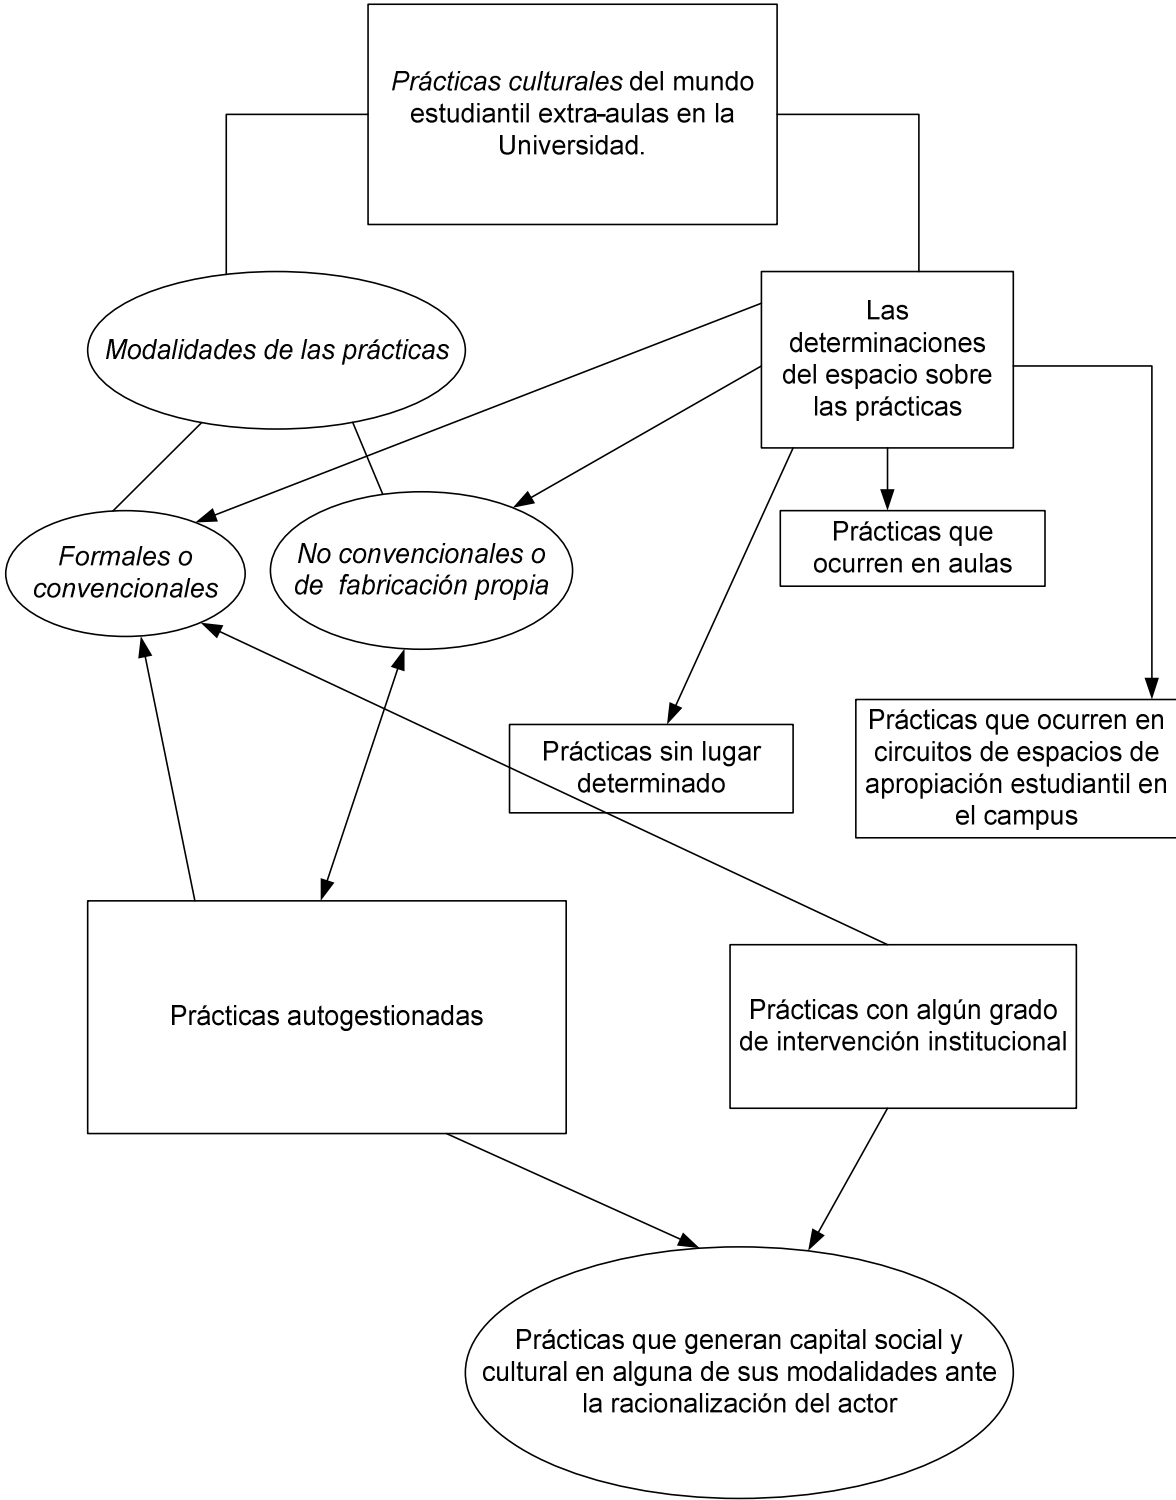 Prácticas culturales del mundo
estudiantil extra-aulas en la
Universidad.
Modalidades de las prácticas
Las
determinaciones
del espacio sobre
las prácticas
Formales o
convencionales
No convencionales o
de fabricación propia
Prácticas que
ocurren en aulas
Prácticas sin lugar
determinado
Prácticas que ocurren en
circuitos de espacios de
apropiación estudiantil en
el campus
Prácticas autogestionadas
Prácticas con algún grado
de intervención institucional
Prácticas que generan capital social y
cultural en alguna de sus modalidades ante
la racionalización del actor